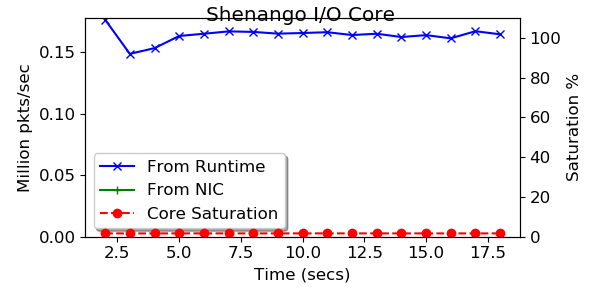 Shenango I/O Core
Million pkts/sec
0.15
0.10
0.05
0.00
100
80
60
40
20
0
Saturation %
From Runtime
From NIC
Core Saturation
2.5 5.0 7.5 10.0 12.5 15.0 17.5
Time (secs)